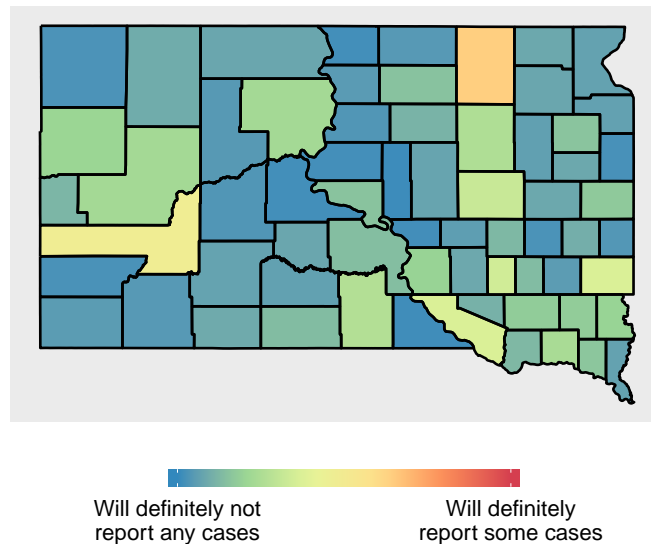 Will definitely not
report any cases
Will definitely
report some cases